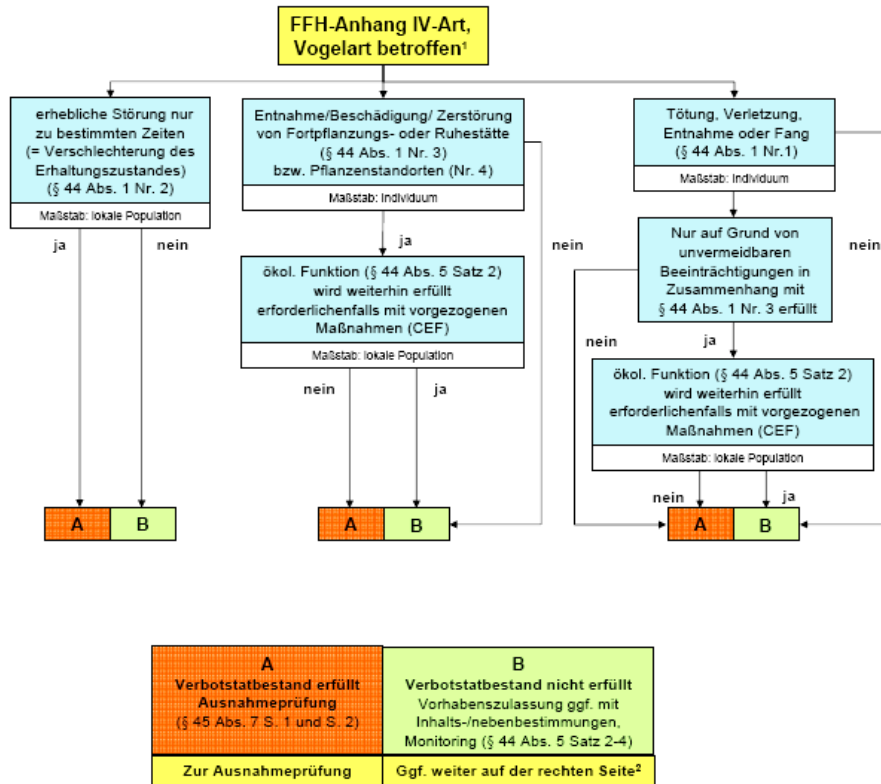 FFH-Anhang IV-Art,
Vogelart betroffen¹
erhebliche Störung nur
zu bestimmten Zeiten
(= Verschlechterung des
Erhaltungszustandes)
(§ 44 Abs. 1 Nr. 2)
Maßstab: lokale Population
ja
nein
A
B
Entnahme/Beschädigung/ Zerstörung
von Fortpflanzungs- oder Ruhestätte
(§ 44 Abs. 1 Nr. 3)
bzw. Pflanzenstandorten (Nr. 4)
Maßstab: Individuum
ja
nein
ökol. Funktion (§ 44 Abs. 5 Satz 2)
wird weiterhin erfüllt
erforderlichenfalls mit vorgezogenen
Maßnahmen (CEF)
Maßstab: lokale Population
nein
ja
A
B
Tötung, Verletzung,
Entnahme oder Fang
(§ 44 Abs. 1 Nr.1)
Maßstab: Individuum
nein
Nur auf Grund von
unvermeidbaren
Beeinträchtigungen in
Zusammenhang mit
§ 44 Abs. 1 Nr. 3 erfüllt
nein
ja
ökol. Funktion (§ 44 Abs. 5 Satz 2)
wird weiterhin erfüllt
erforderlichenfalls mit vorgezogenen
Maßnahmen (CEF)
Maßstab: lokale Population
nein
ja
A
B
A
Verbotstatbestand erfüllt
Ausnahmeprüfung
(§ 45 Abs. 7 S. 1 und S. 2)
Zur Ausnahmeprüfung
B
Verbotstatbestand nicht erfüllt
Vorhabenszulassung ggf. mit
Inhalts-/nebenbestimmungen,
Monitoring (§ 44 Abs. 5 Satz 2-4)
Ggf. weiter auf der rechten Seite²